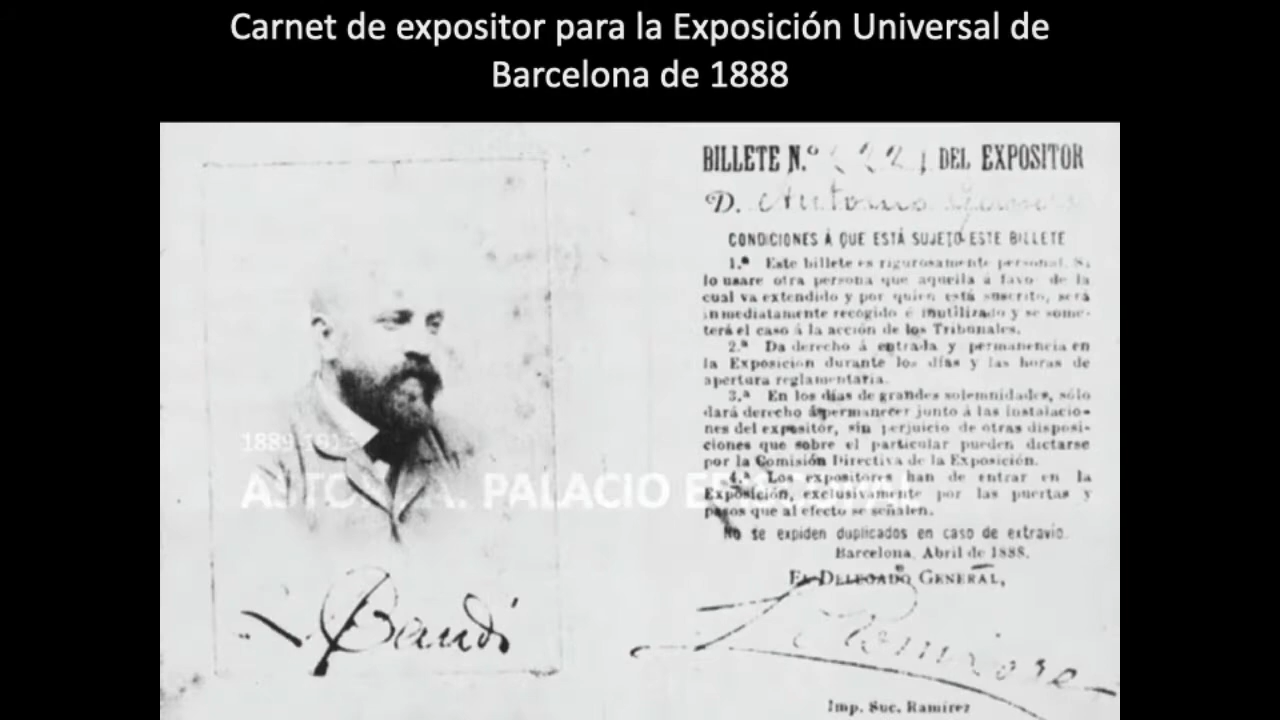 Carnet de expositor para la Exposición Universal de
Barcelona de 1888
BILLETE N.º 221 DEL EXPOSITOR
D. Antonio
CONDICIONES Á QUE ESTÁ SUJETO ESTE BILLETE
1.ª Este billete es rigurosamente personal. Si
lo usare otra persona que aquella á favor de la
cual va extendido y por quien está suscrito, será
inmediatamente recogido é inutilizado y se some-
terá el caso á la acción de los Tribunales.
2.ª Da derecho á entrada y permanencia en
la Exposición durante los días y las horas de
apertura reglamentaria.
3.ª En los días de grandes solemnidades, sólo
dará derecho á permanecer junto á las instalacio-
nes del expositor, sin perjuicio de otras disposi-
ciones que sobre el particular pueden dictarse
por la Comisión Directiva de la Exposición.
4.ª Los expositores han de entrar en la
Exposición, exclusivamente por las puertas y
pasos que al efecto se señalen.
No se expiden duplicados en caso de extravío.
Barcelona, Abril de 1888.
EL DELEGADO GENERAL,
Imp. Suc. Ramírez
Gaudí
1889-1915
ASTORGA. PALACIO EPISCOPAL